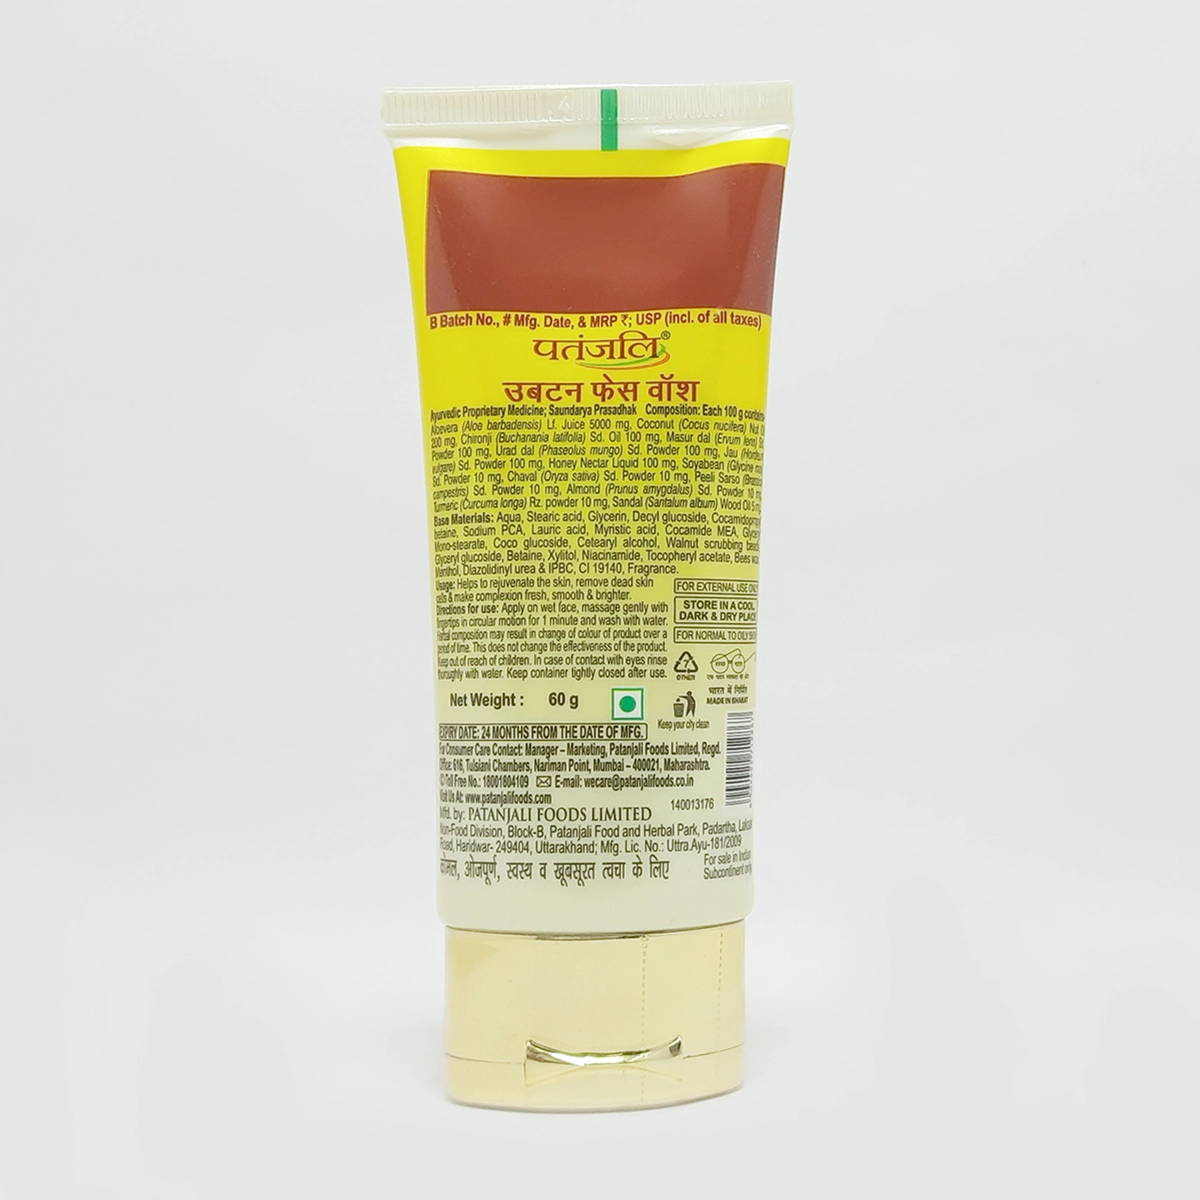 B Batch No., # Mfg. Date, & MRP ₹; USP (incl. of all taxes)
पतंजलि®
उबटन फेस वॉश
Ayurvedic Proprietary Medicine; Saundarya Prasadhak Composition: Each 100 g contains
Aloevera (Aloe barbadensis) Lf. Juice 5000 mg, Coconut (Cocus nucifera) Nut
200 mg, Chironji (Buchanania latifolia) Sd. Oil 100 mg, Masur dal (Ervum lens)
Powder 100 mg, Urad dal (Phaseolus mungo) Sd. Powder 100 mg, Jau
vulgare) Sd. Powder 100 mg, Honey Nectar Liquid 100 mg, Soyabean (Glycine
Sd. Powder 10 mg, Chaval (Oryza sativa) Sd. Powder 10 mg, Peeli Sarso
campestris) Sd. Powder 10 mg, Almond (Prunus amygdalus) Sd. Powder 10
Turmeric (Curcuma longa) Rz. powder 10 mg, Sandal (Santalum album) Wood Oil 5
Base Materials: Aqua, Stearic acid, Glycerin, Decyl glucoside,
betaine, Sodium PCA, Lauric acid, Myristic acid, Cocamide MEA,
Mono-stearate, Coco glucoside, Cetearyl alcohol, Walnut scrubbing
Glyceryl glucoside, Betaine, Xylitol, Niacinamide, Tocopheryl acetate, Bees
Menthol, Diazolidinyl urea & IPBC, CI 19140, Fragrance.
Usage: Helps to rejuvenate the skin, remove dead skin
cells & make complexion fresh, smooth & brighter.
Directions for use: Apply on wet face, massage gently with
fingertips in circular motion for 1 minute and wash with water.
Herbal composition may result in change of colour of product over a
period of time. This does not change the effectiveness of the product.
Keep out of reach of children. In case of contact with eyes rinse
thoroughly with water. Keep container tightly closed after use.
FOR EXTERNAL USE ONLY
STORE IN A COOL,
DARK & DRY PLACE
FOR NORMAL TO OILY SKIN
7
OTHER
भारत में निर्मित
MADE IN BHARAT
Net Weight : 60 g
Keep your city clean
EXPIRY DATE: 24 MONTHS FROM THE DATE OF MFG.
For Consumer Care Contact: Manager – Marketing, Patanjali Foods Limited, Regd.
Office: 616, Tulsiani Chambers, Nariman Point, Mumbai – 400021, Maharashtra.
Toll Free No.: 18001804109 E-mail: wecare@patanjalifoods.co.in
Visit Us At: www.patanjalifoods.com
140013176
Mfd. by: PATANJALI FOODS LIMITED
Non-Food Division, Block-B, Patanjali Food and Herbal Park, Padartha,
Road, Haridwar- 249404, Uttarakhand; Mfg. Lic. No.: Uttra.Ayu-181/2009
कोमल, ओजपूर्ण, स्वस्थ व खूबसूरत त्वचा के लिए
For sale in Indian
Subcontinent only